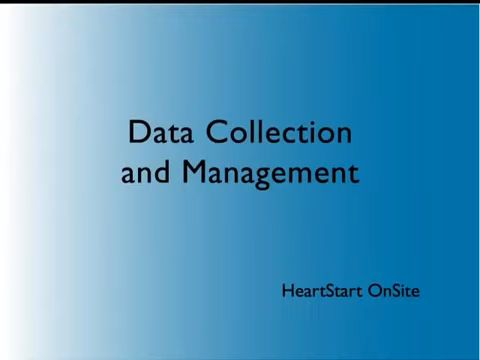 Data Collection
and Management
HeartStart OnSite